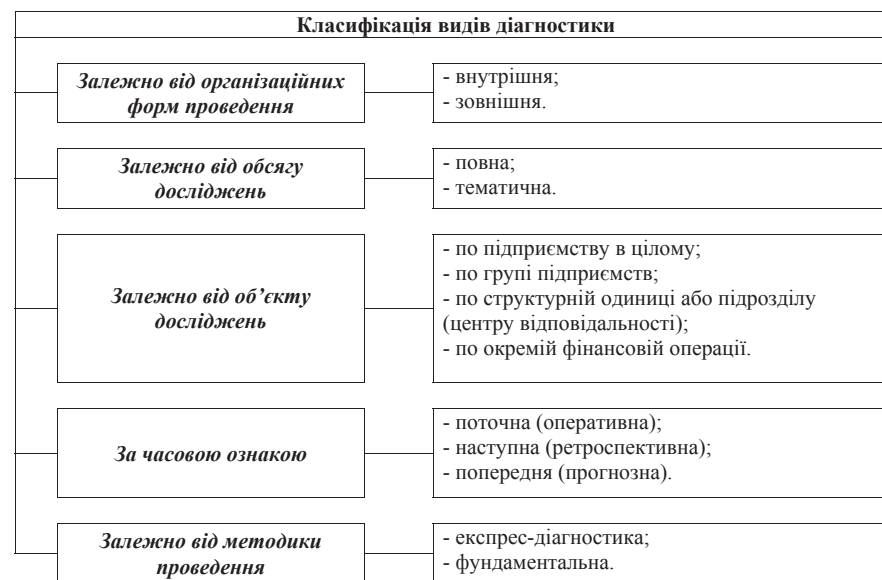 Класифікація видів діагностики
Залежно від організаційних
форм проведення
- внутрішня;
- зовнішня.
Залежно від обсягу
досліджень
- повна;
- тематична.
Залежно від об’єкту
досліджень
- по підприємству в цілому;
- по групі підприємств;
- по структурній одиниці або підрозділу
(центру відповідальності);
- по окремій фінансовій операції.
За часовою ознакою
- поточна (оперативна);
- наступна (ретроспективна);
- попередня (прогнозна).
Залежно від методики
проведення
- експрес-діагностика;
- фундаментальна.